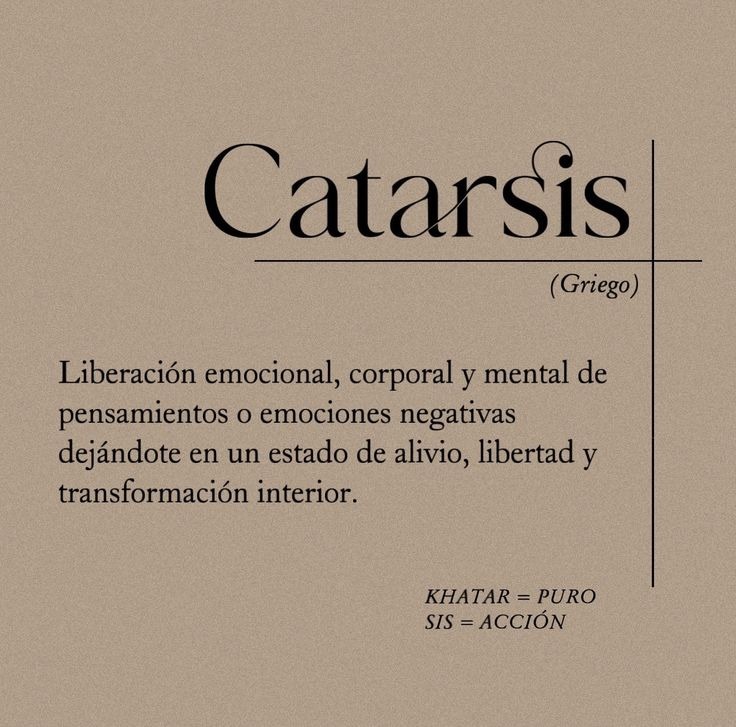 Catarsis
(Griego)
Liberación emocional, corporal y mental de
pensamientos o emociones negativas
dejándote en un estado de alivio, libertad y
transformación interior.
KHATAR = PURO
SIS = ACCIÓN